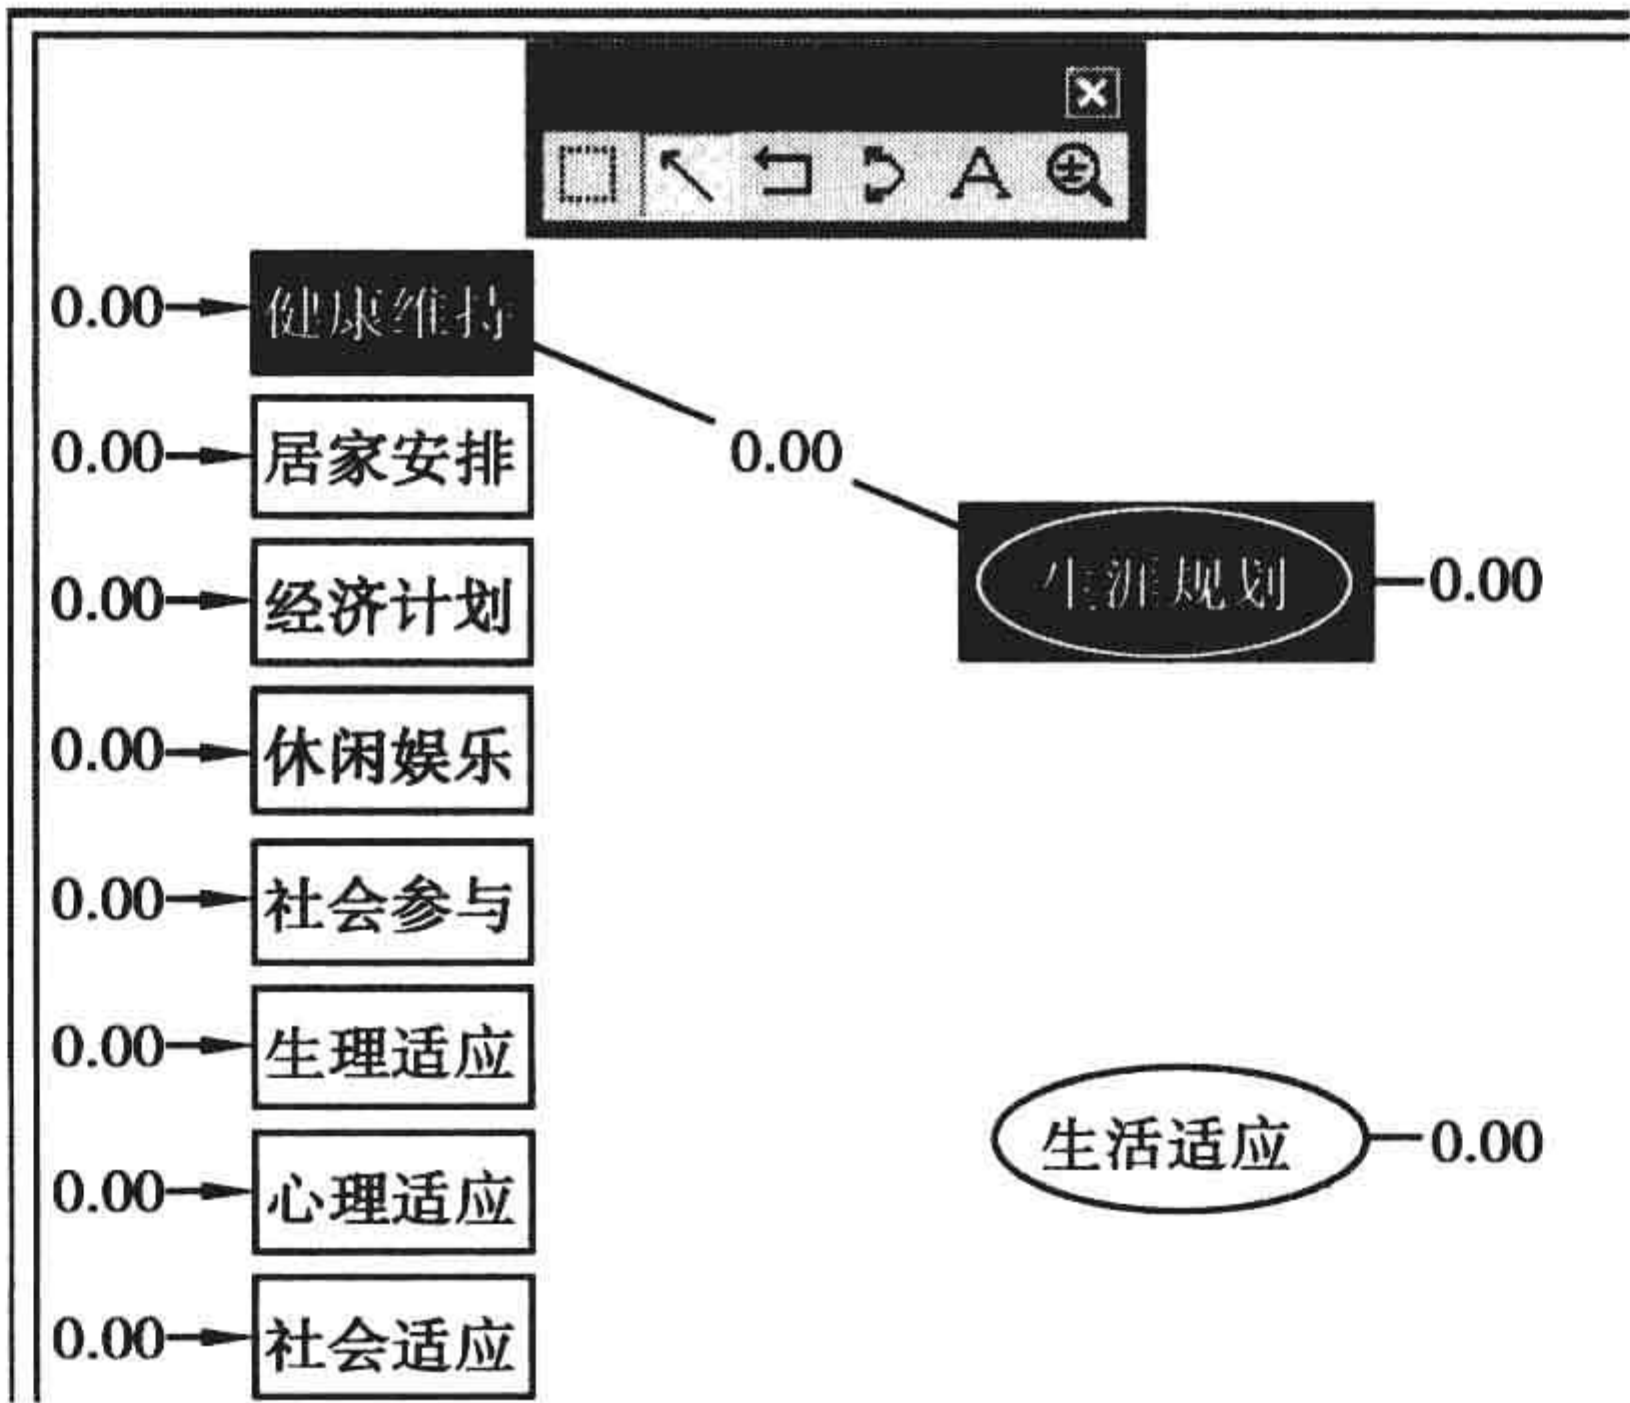 A
0.00 健康维持
0.00
0.00 居家安排
生涯规划 0.00
0.00 经济计划
0.00 休闲娱乐
0.00 社会参与
0.00 生理适应
生活适应 0.00
0.00 心理适应
0.00 社会适应